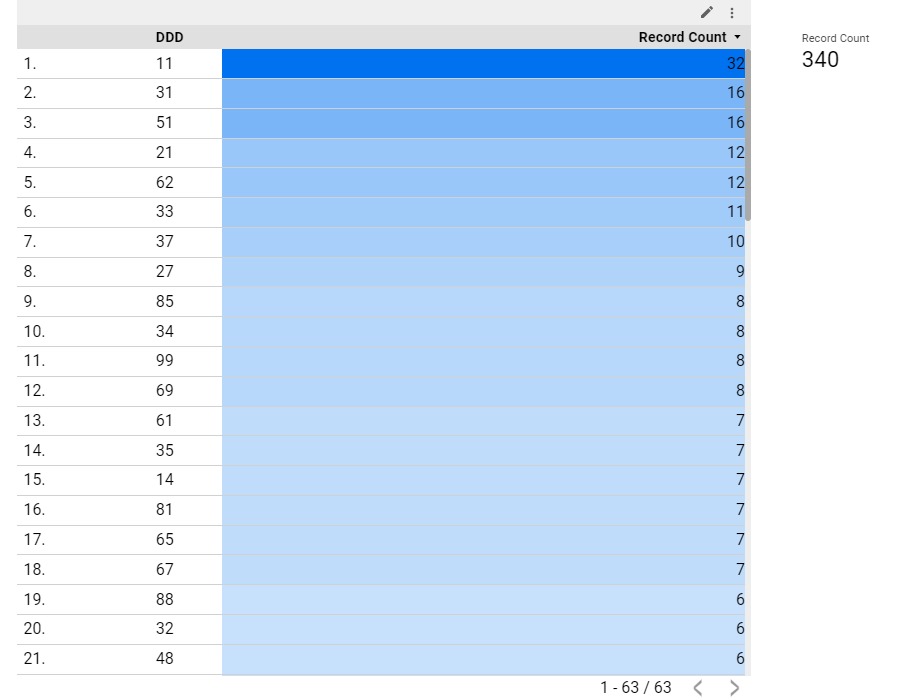 DDD Record Count
Record Count
340
1. 11 32
2. 31 16
3. 51 16
4. 21 12
5. 62 12
6. 33 11
7. 37 10
8. 27 9
9. 85 8
10. 34 8
11. 99 8
12. 69 8
13. 61 7
14. 35 7
15. 14 7
16. 81 7
17. 65 7
18. 67 7
19. 88 6
20. 32 6
21. 48 6
1 - 63 / 63